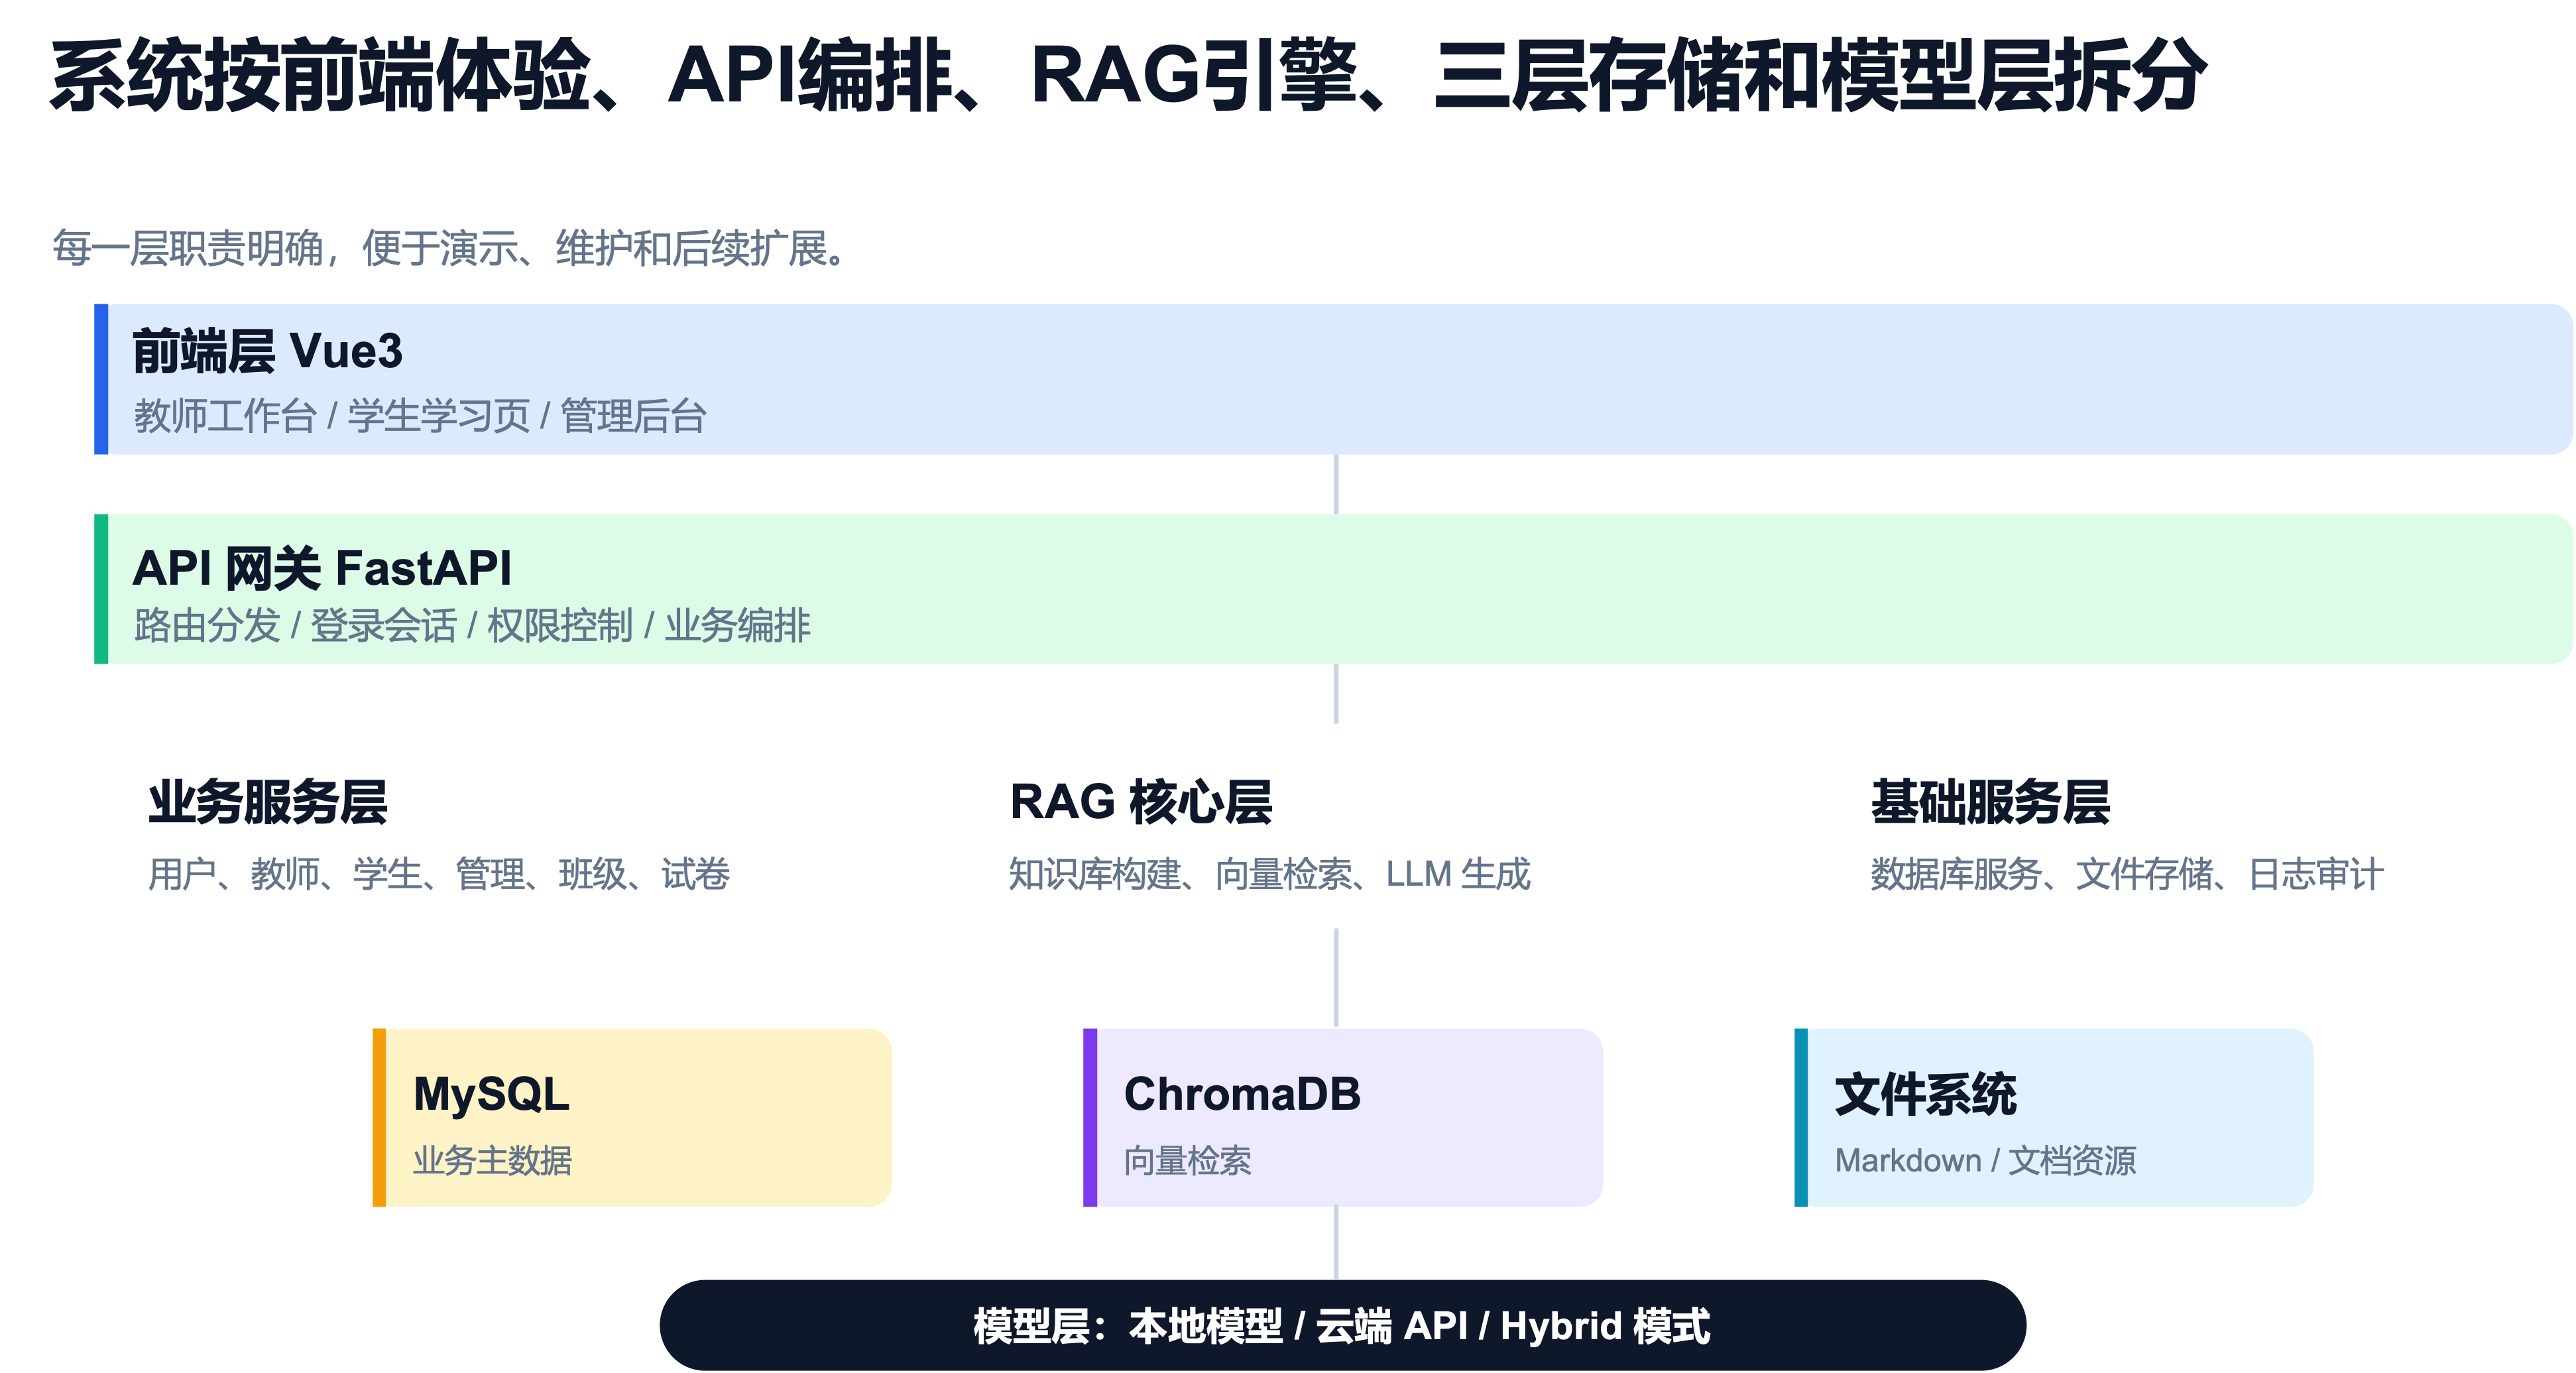 系统按前端体验、API编排、RAG引擎、三层存储和模型层拆分
每一层职责明确，便于演示、维护和后续扩展。
前端层 Vue3
教师工作台 / 学生学习页 / 管理后台
API 网关 FastAPI
路由分发 / 登录会话 / 权限控制 / 业务编排
业务服务层
用户、教师、学生、管理、班级、试卷
RAG 核心层
知识库构建、向量检索、LLM 生成
基础服务层
数据库服务、文件存储、日志审计
MySQL
业务主数据
ChromaDB
向量检索
文件系统
Markdown / 文档资源
模型层：本地模型 / 云端 API / Hybrid 模式